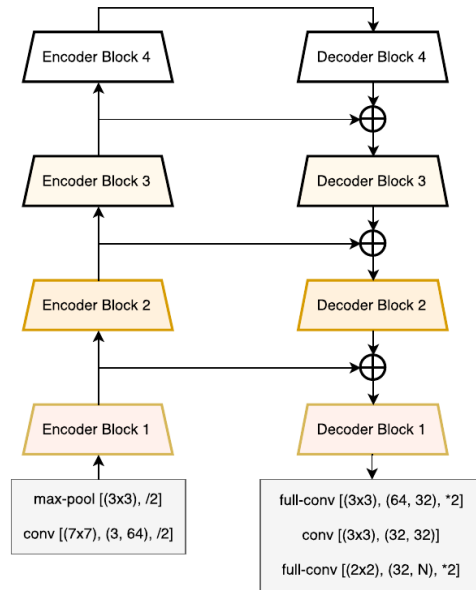 Encoder Block 4
Decoder Block 4
Encoder Block 3
Decoder Block 3
Encoder Block 2
Decoder Block 2
Encoder Block 1
Decoder Block 1
max-pool [(3x3), /2]
conv [(7x7), (3, 64), /2]
full-conv [(3x3), (64, 32), *2]
conv [(3x3), (32, 32)]
full-conv [(2x2), (32, N), *2]